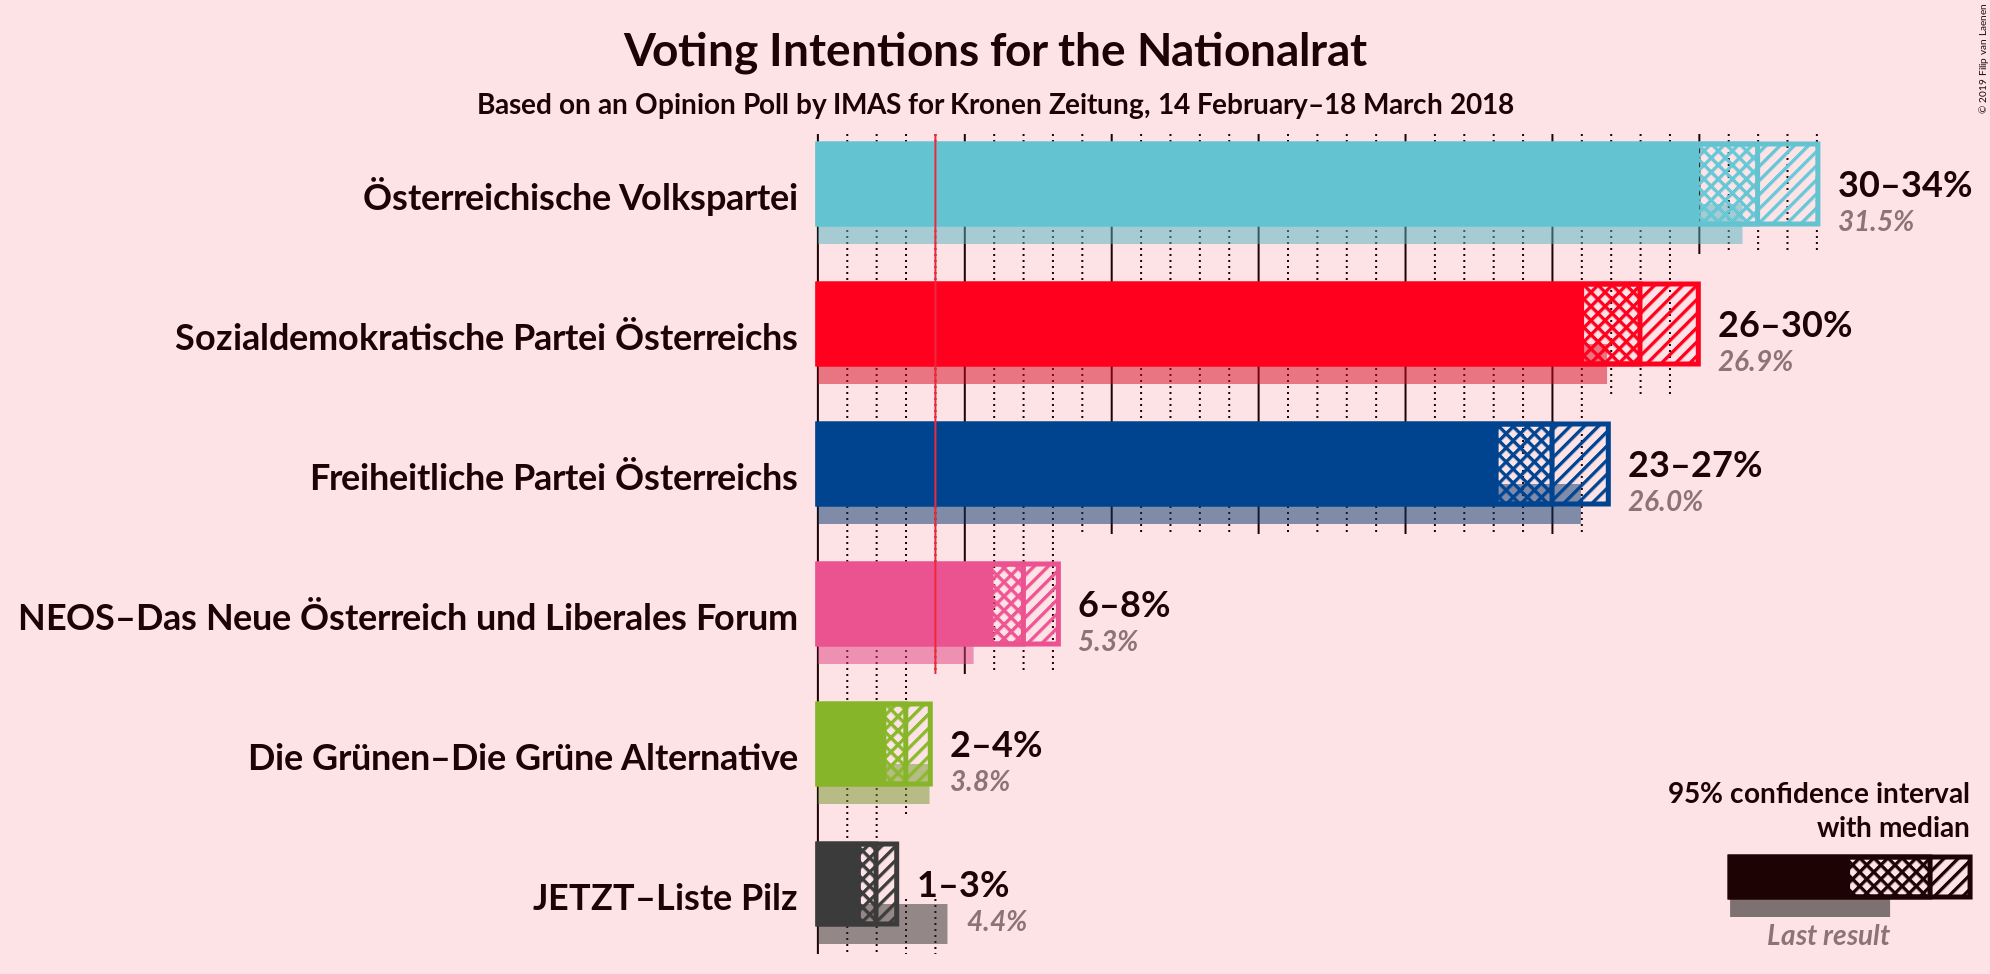 Voting Intentions for the Nationalrat
Based on an Opinion Poll by IMAS for Kronen Zeitung, 14 February–18 March 2018
© 2019 Filip van Laenen
Österreichische Volkspartei
30–34%
31.5%
Sozialdemokratische Partei Österreichs
26–30%
26.9%
Freiheitliche Partei Österreichs
23–27%
26.0%
NEOS–Das Neue Österreich und Liberales Forum
6–8%
5.3%
Die Grünen–Die Grüne Alternative
2–4%
3.8%
JETZT–Liste Pilz
1–3%
4.4%
95% confidence interval
with median
Last result